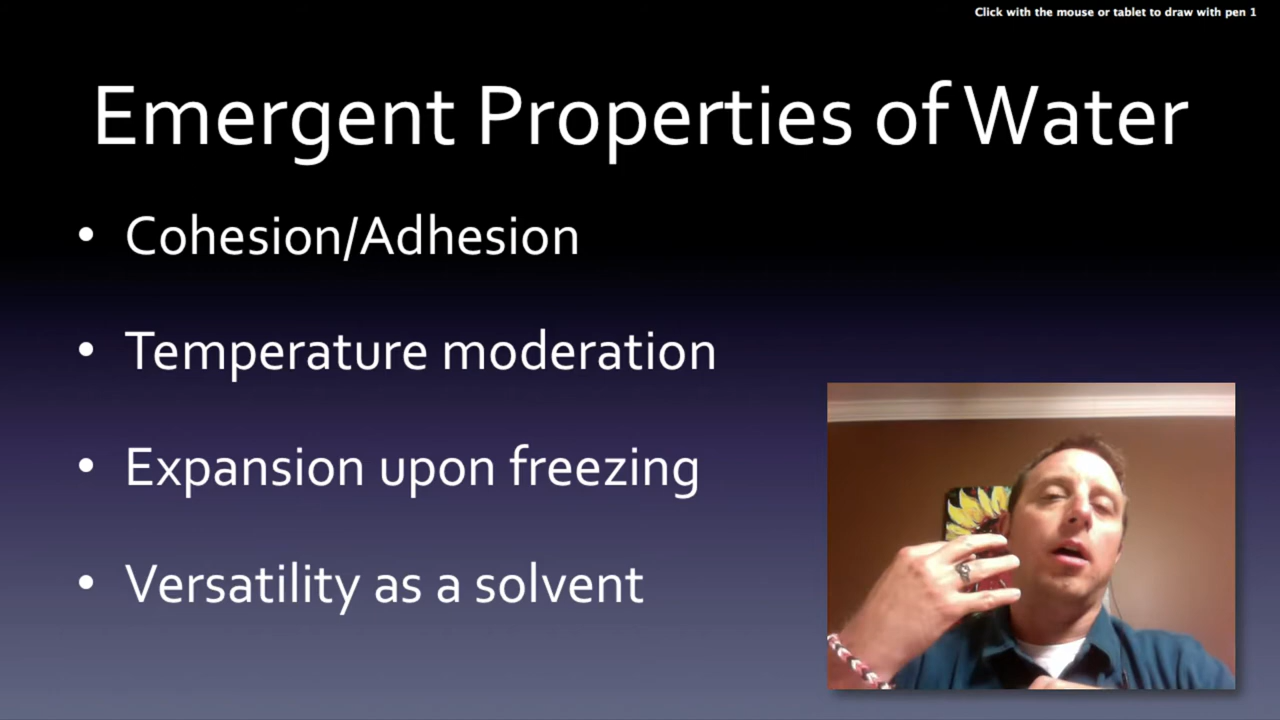 Click with the mouse or tablet to draw with pen 1
Emergent Properties of Water
• Cohesion/Adhesion
• Temperature moderation
• Expansion upon freezing
• Versatility as a solvent